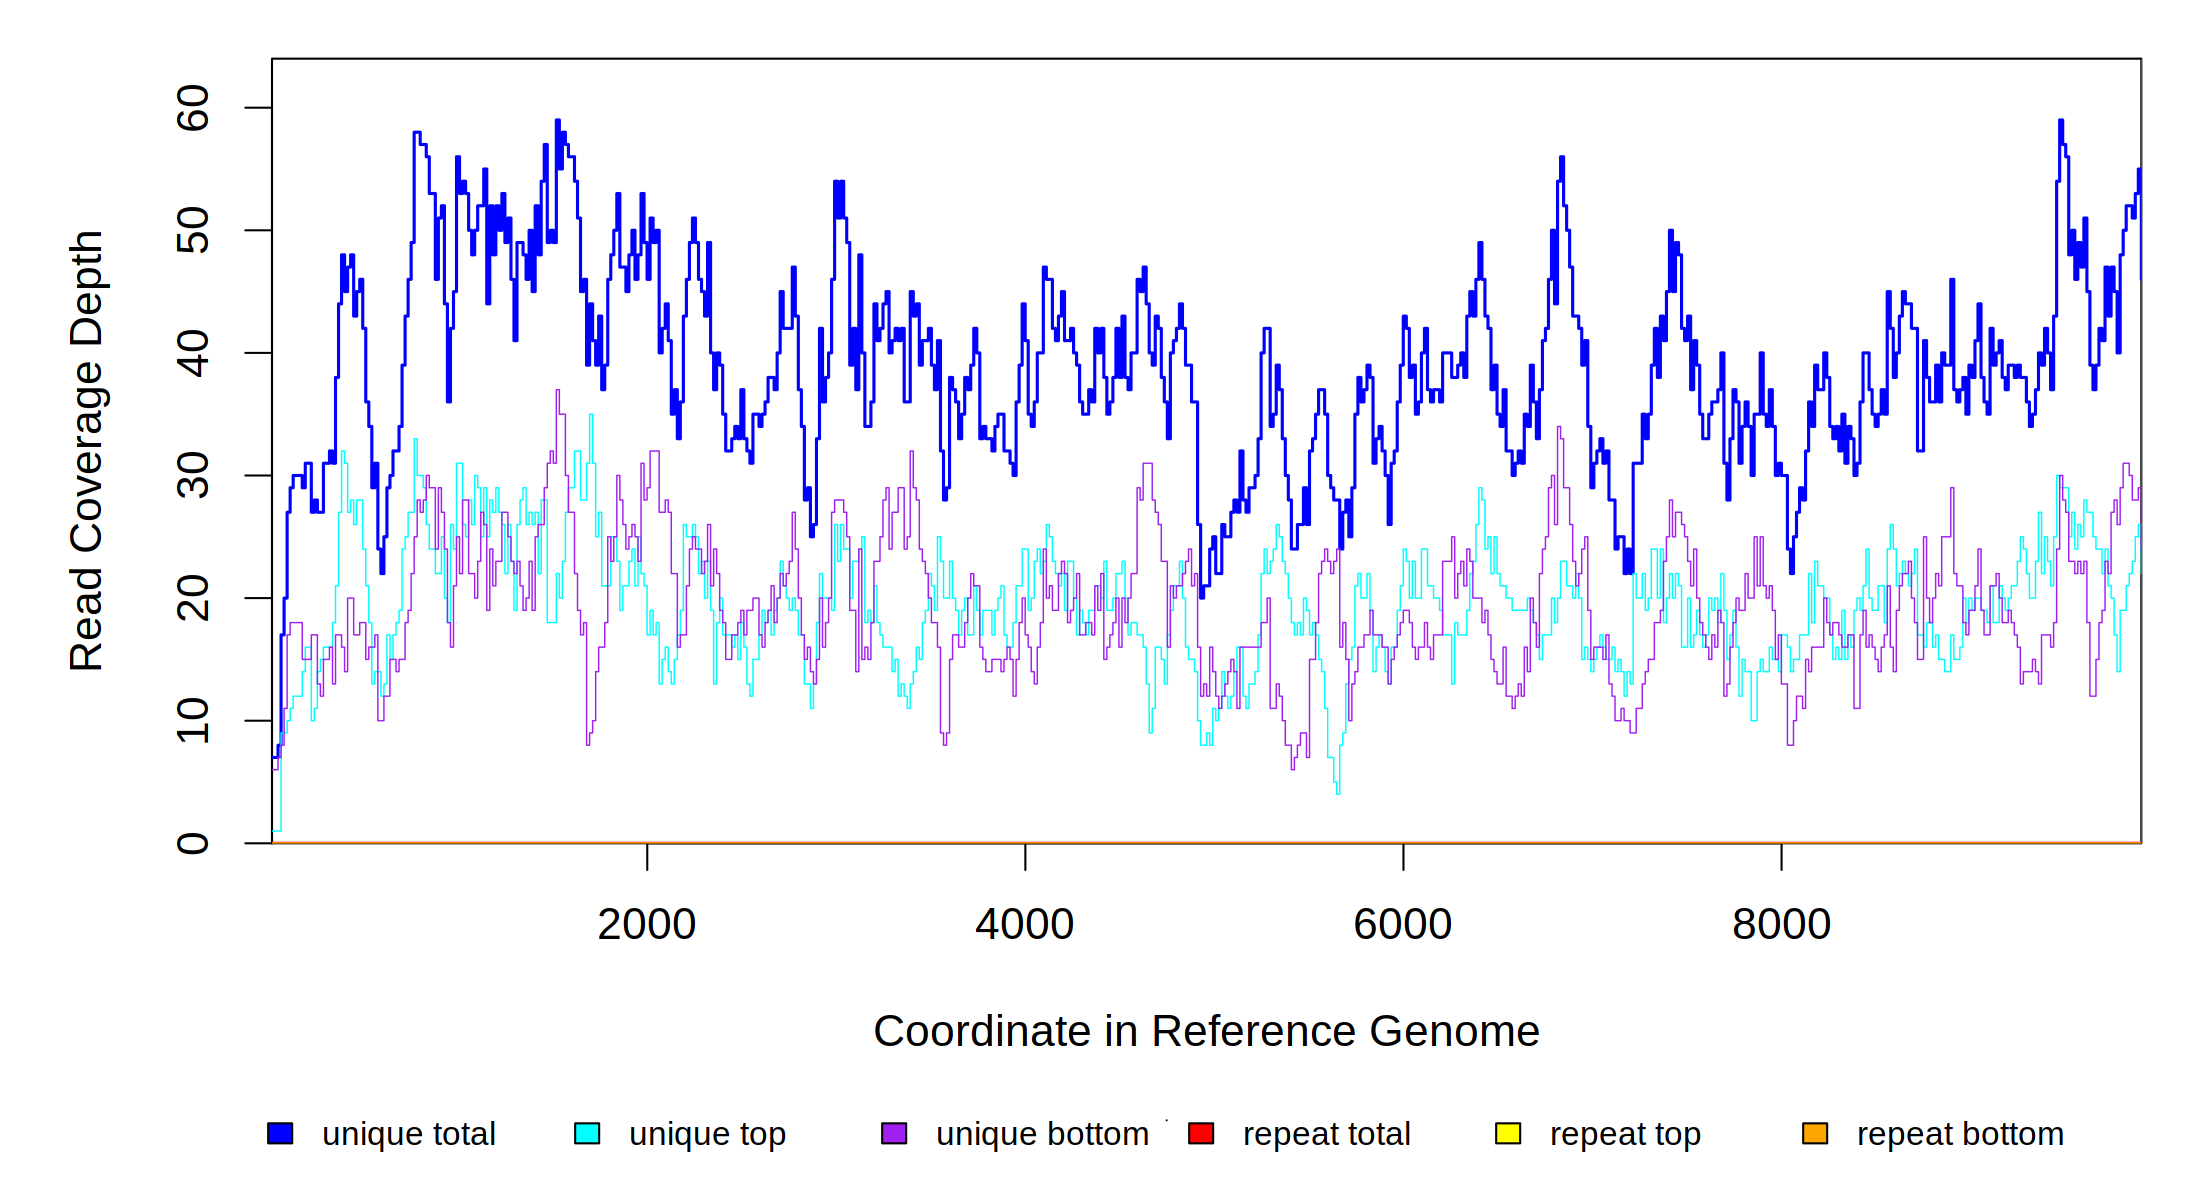 Read Coverage Depth
60
50
40
30
20
10
0
2000 4000 6000 8000
Coordinate in Reference Genome
unique total unique top unique bottom repeat total repeat top repeat bottom